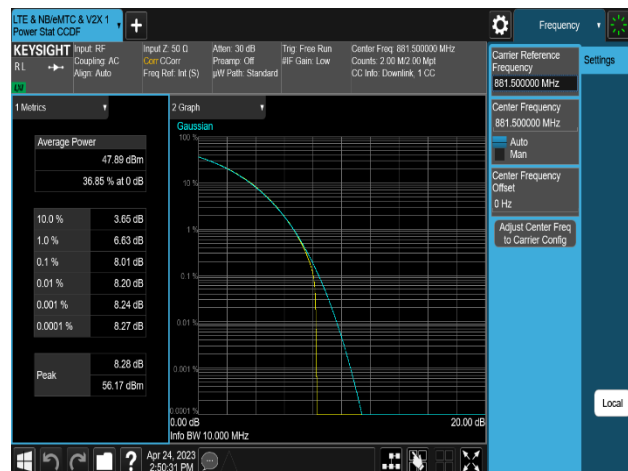 LTE & NB/eMTC & V2X 1
Power Stat CCDF
Frequency
KEYSIGHT
RL
LNI
Input: RF
Coupling: AC
Align: Auto
Input Z: 50 Ω
Corr CCorr
Freq Ref: Int (S)
Atten: 30 dB
Preamp: Off
µW Path: Standard
Trig: Free Run
#IF Gain: Low
Center Freq: 881.500000 MHz
Counts: 2.00 M/2.00 Mpt
CC Info: Downlink, 1 CC
Carrier Reference
Frequency
881.500000 MHz
Settings
Center Frequency
881.500000 MHz
Auto
Man
Center Frequency
Offset
0 Hz
Adjust Center Freq
to Carrier Config
Local
1 Metrics
Average Power
47.89 dBm
36.85 % at 0 dB
10.0 % 3.65 dB
1.0 % 6.63 dB
0.1 % 8.01 dB
0.01 % 8.20 dB
0.001 % 8.24 dB
0.0001 % 8.27 dB
Peak
8.28 dB
56.17 dBm
2 Graph
Gaussian
100 %
10 %
1 %
0.1 %
0.01 %
0.001 %
0.0001 %
0.00 dB 20.00 dB
Info BW 10.000 MHz
?
Apr 24, 2023
2:50:31 PM